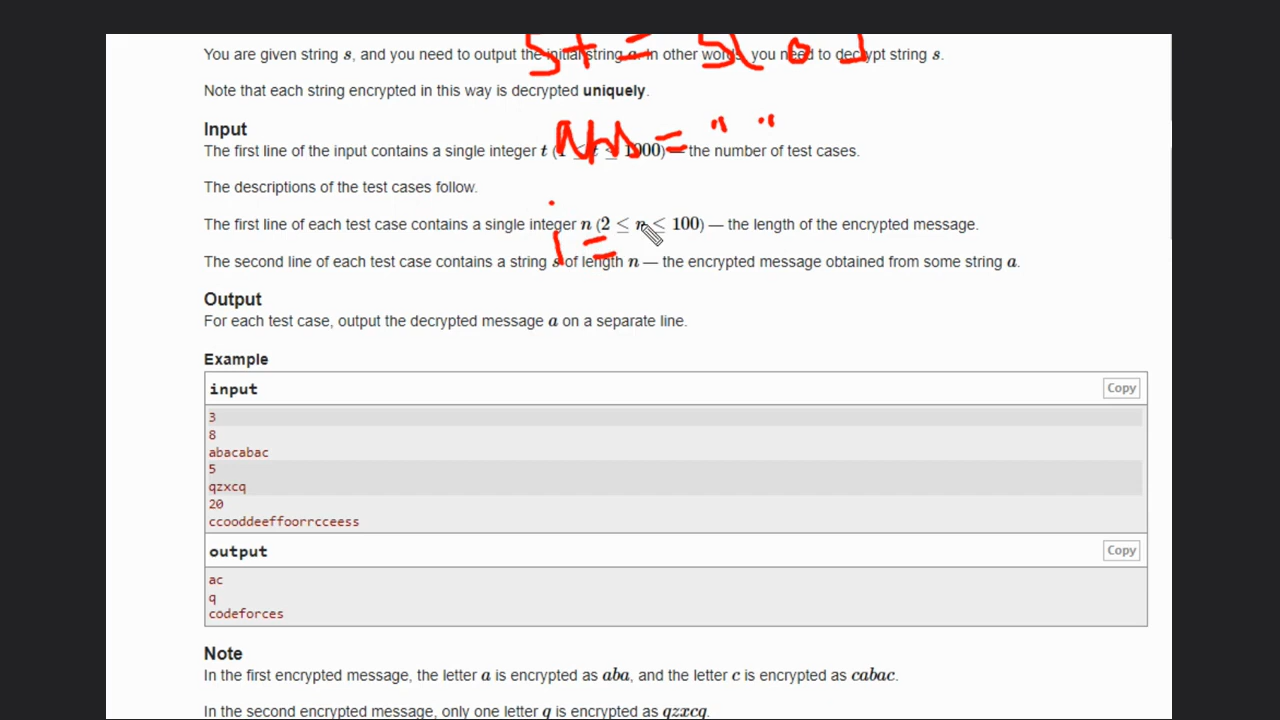 St = S[0]
You are given string s, and you need to output the initial string a. In other words, you need to decrypt string s.
Note that each string encrypted in this way is decrypted uniquely.
ans = " "
Input
The first line of the input contains a single integer t (1 ≤ t ≤ 1000) — the number of test cases.
The descriptions of the test cases follow.
The first line of each test case contains a single integer n (2 ≤ n ≤ 100) — the length of the encrypted message.
i =
The second line of each test case contains a string s of length n — the encrypted message obtained from some string a.
Output
For each test case, output the decrypted message a on a separate line.
Example
input Copy
3
8
abacabac
5
qzxcq
20
ccooddeeffoorrcceess
output Copy
ac
q
codeforces
Note
In the first encrypted message, the letter a is encrypted as aba, and the letter c is encrypted as cabac.
In the second encrypted message, only one letter q is encrypted as qzxcq.